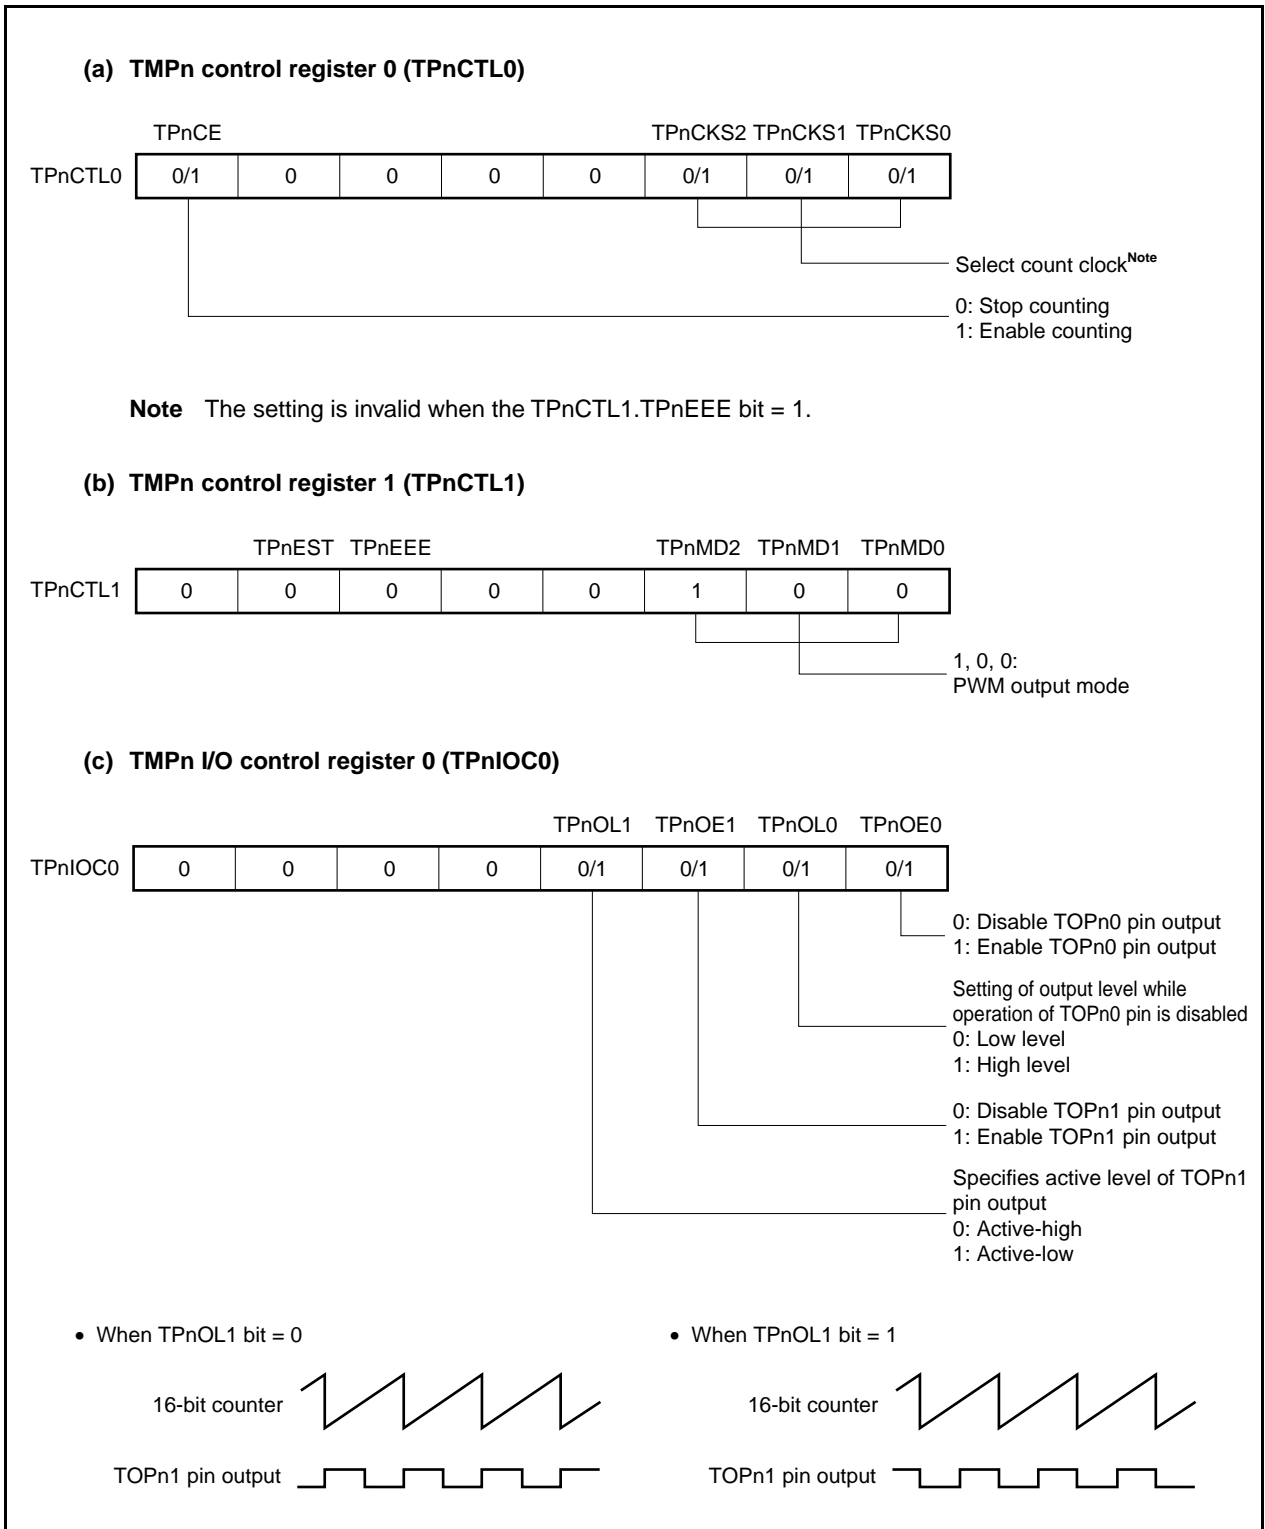 (a) TMPn control register 0 (TPnCTL0)
TPnCE TPnCKS2 TPnCKS1 TPnCKS0
TPnCTL0 0/1 0 0 0 0 0/1 0/1 0/1
Select count clockNote
0: Stop counting
1: Enable counting
Note The setting is invalid when the TPnCTL1.TPnEEE bit = 1.
(b) TMPn control register 1 (TPnCTL1)
TPnEST TPnEEE TPnMD2 TPnMD1 TPnMD0
TPnCTL1 0 0 0 0 0 1 0 0
1, 0, 0:
PWM output mode
(c) TMPn I/O control register 0 (TPnIOC0)
TPnOL1 TPnOE1 TPnOL0 TPnOE0
TPnIOC0 0 0 0 0 0/1 0/1 0/1 0/1
0: Disable TOPn0 pin output
1: Enable TOPn0 pin output
Setting of output level while
operation of TOPn0 pin is disabled
0: Low level
1: High level
0: Disable TOPn1 pin output
1: Enable TOPn1 pin output
Specifies active level of TOPn1
pin output
0: Active-high
1: Active-low
• When TPnOL1 bit = 0
16-bit counter
TOPn1 pin output
• When TPnOL1 bit = 1
16-bit counter
TOPn1 pin output